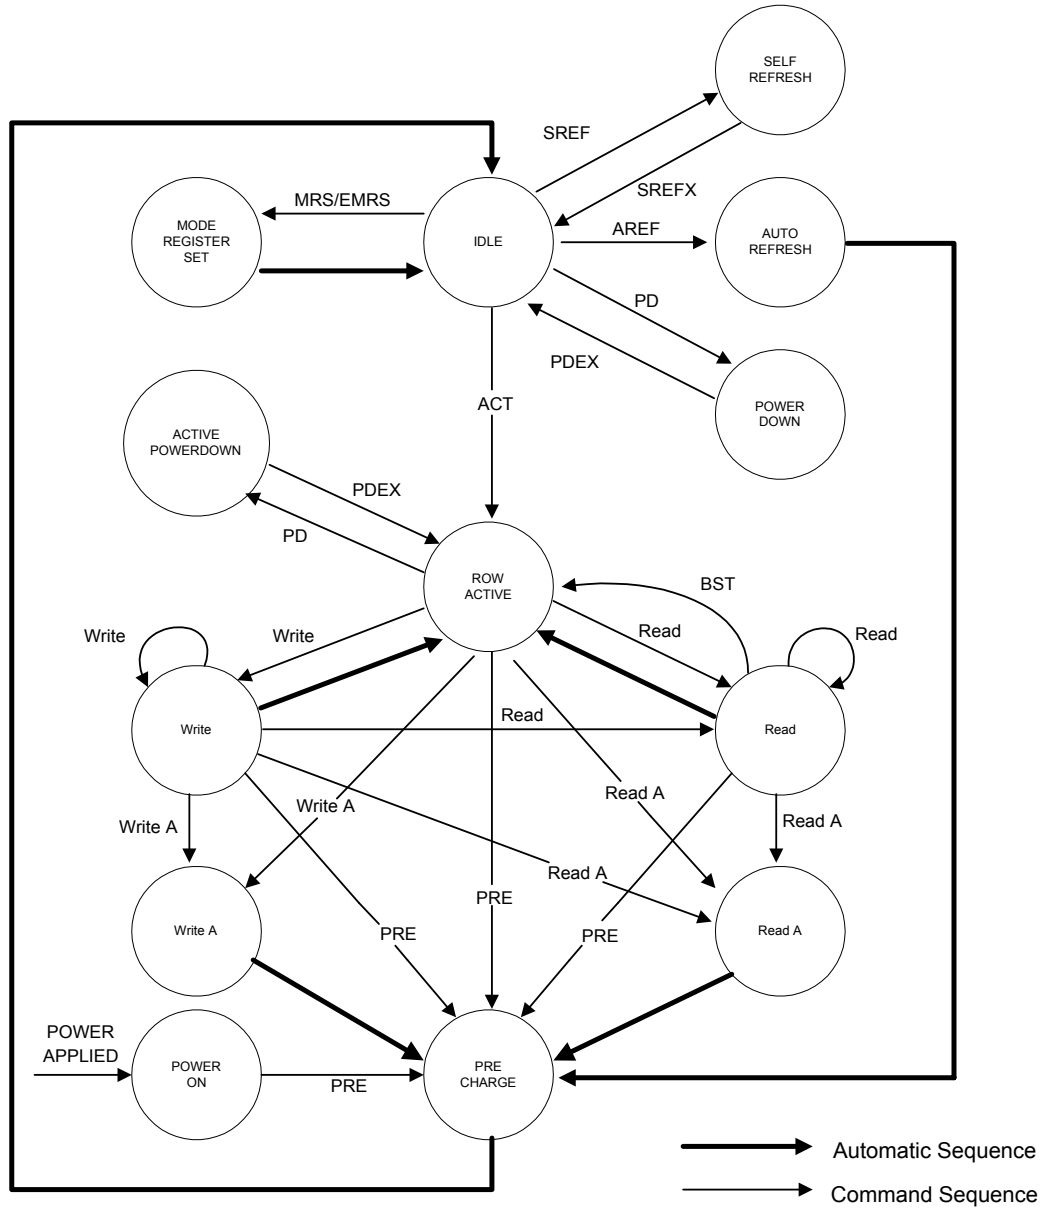 SELF
REFRESH
SREF
SREFX
MRS/EMRS
MODE
REGISTER
SET
IDLE
AREF
AUTO
REFRESH
PD
PDEX
POWER
DOWN
ACT
ACTIVE
POWERDOWN
PDEX
PD
ROW
ACTIVE
BST
Write
Write
Read
Read
Write
Read
Read
Write A
Write A
Read A
Read A
Read A
PRE
PRE
PRE
Write A
Read A
POWER
APPLIED
POWER
ON
PRE
PRE
CHARGE
Automatic Sequence
Command Sequence